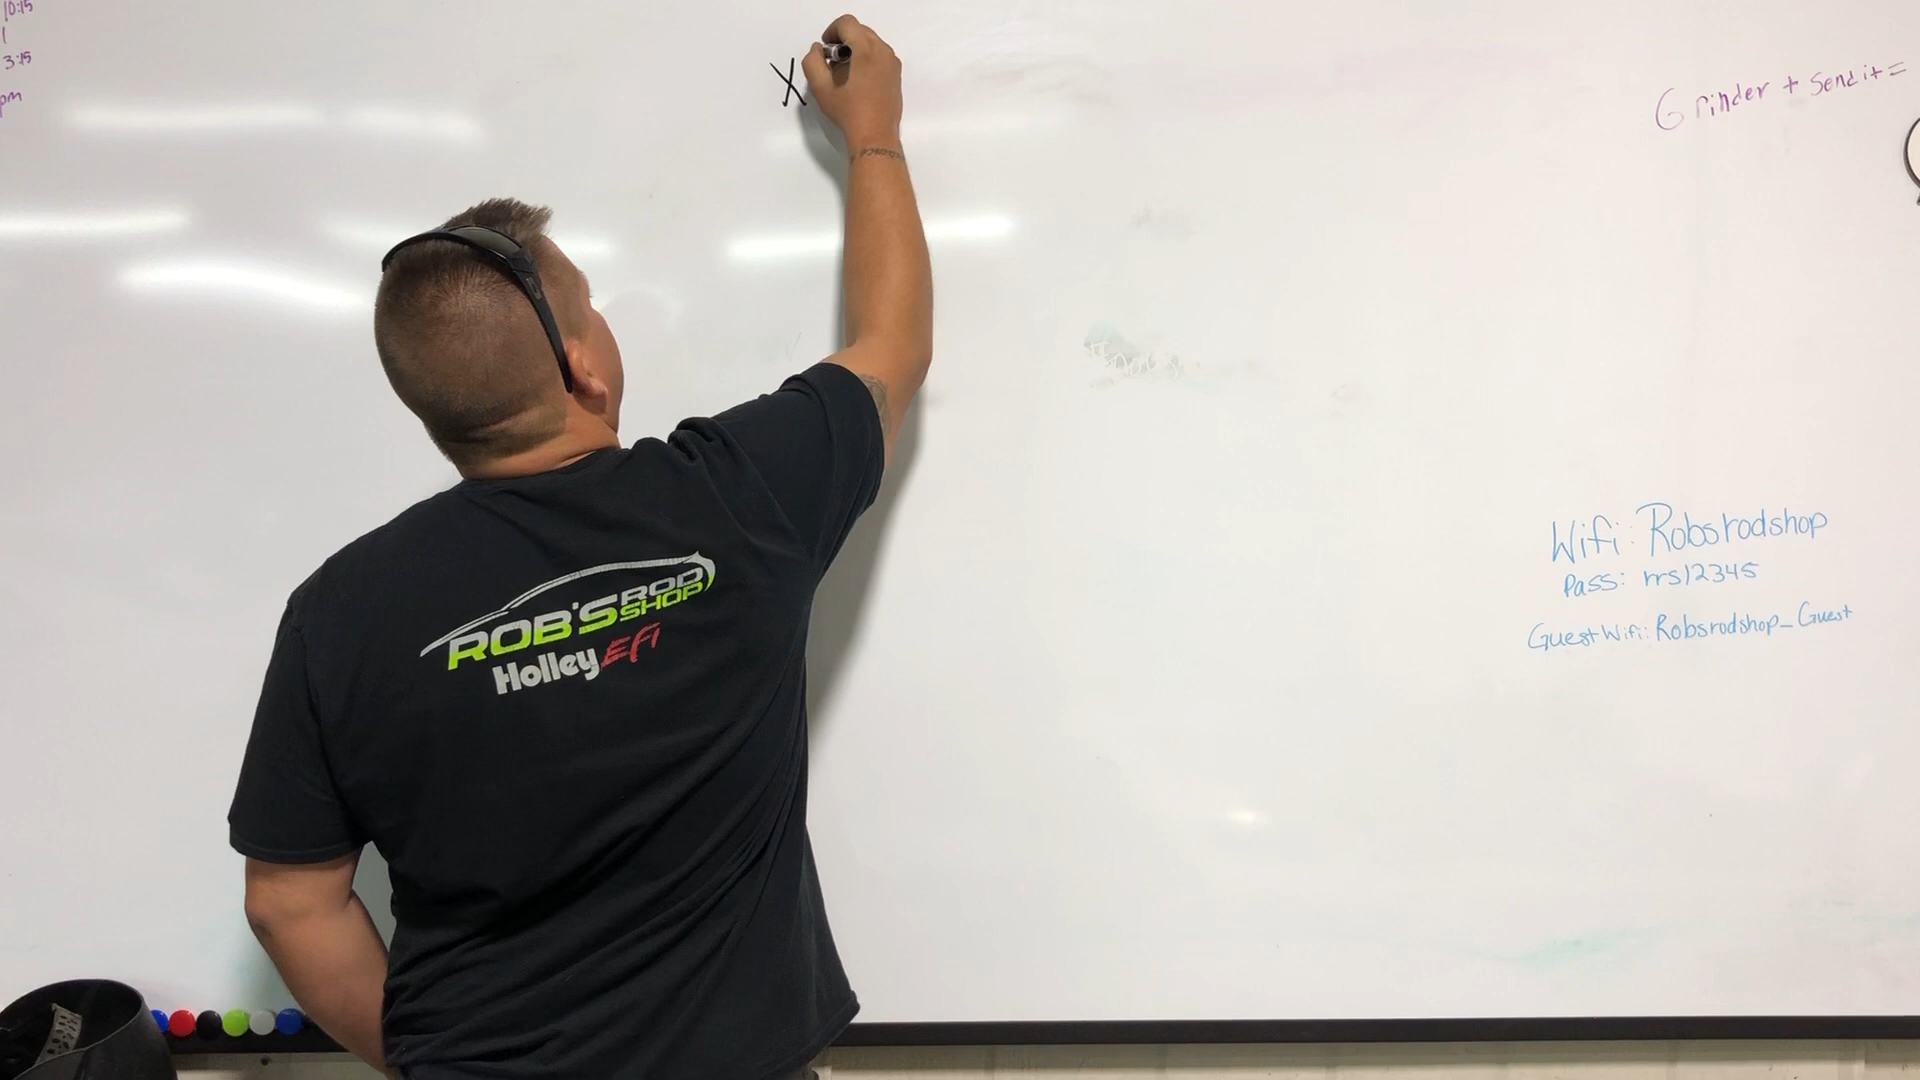 10:15
1
3:15
pm
X
Grinder + Send it =
Wifi: Robsrodshop
Pass: rrs12345
Guest Wifi: Robsrodshop_Guest
ROB'S ROD SHOP
Holley EFI